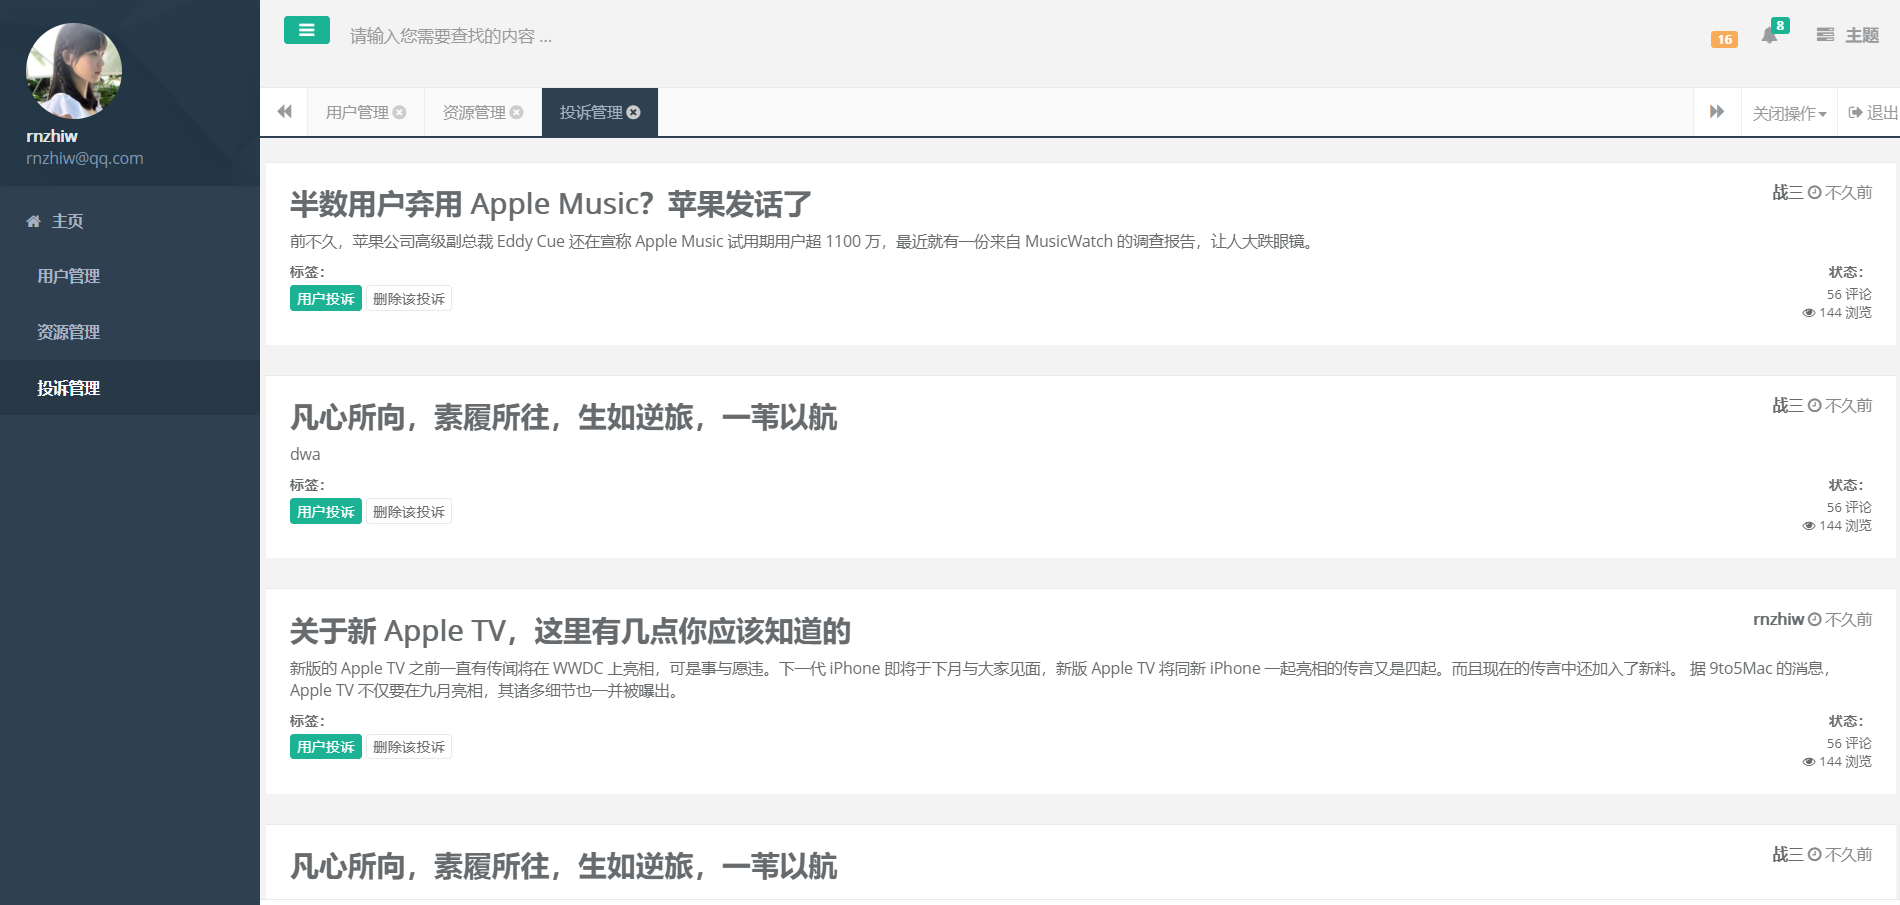 rnzhiw
rnzhiw@qq.com
主页
用户管理
资源管理
投诉管理
请输入您需要查找的内容 ...
16
8
主题
用户管理
资源管理
投诉管理
关闭操作
退出
半数用户弃用 Apple Music？苹果发话了
战三 不久前
前不久，苹果公司高级副总裁 Eddy Cue 还在宣称 Apple Music 试用期用户超 1100 万，最近就有一份来自 MusicWatch 的调查报告，让人大跌眼镜。
标签：
用户投诉 删除该投诉
状态：
56 评论
144 浏览
凡心所向，素履所往，生如逆旅，一苇以航
战三 不久前
dwa
标签：
用户投诉 删除该投诉
状态：
56 评论
144 浏览
关于新 Apple TV，这里有几点你应该知道的
rnzhiw 不久前
新版的 Apple TV 之前一直有传闻将在 WWDC 上亮相，可是事与愿违。下一代 iPhone 即将于下月与大家见面，新版 Apple TV 将同新 iPhone 一起亮相的传言又是四起。而且现在的传言中还加入了新料。 据 9to5Mac 的消息，
Apple TV 不仅要在九月亮相，其诸多细节也一并被曝出。
标签：
用户投诉 删除该投诉
状态：
56 评论
144 浏览
凡心所向，素履所往，生如逆旅，一苇以航
战三 不久前